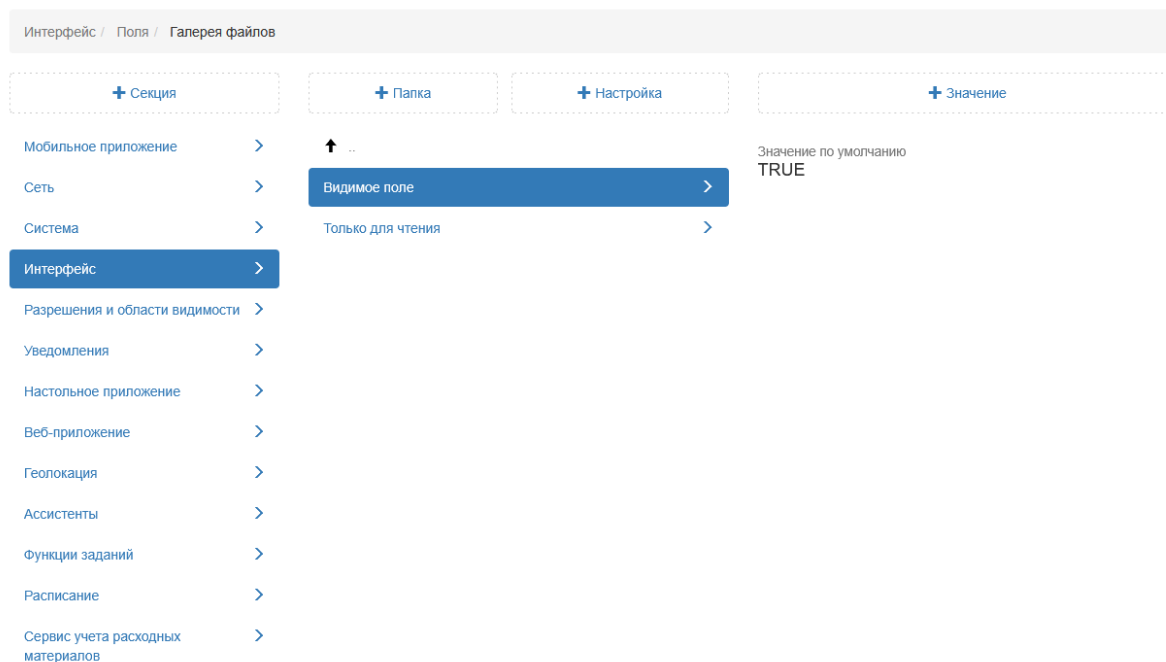 Интерфейс / Поля / Галерея файлов
+ Секция
+ Папка
+ Настройка
+ Значение
Мобильное приложение
Сеть
Система
Интерфейс
Разрешения и области видимости
Уведомления
Настольное приложение
Веб-приложение
Геолокация
Ассистенты
Функции заданий
Расписание
Сервис учета расходных
материалов
..
Видимое поле
Только для чтения
Значение по умолчанию
TRUE